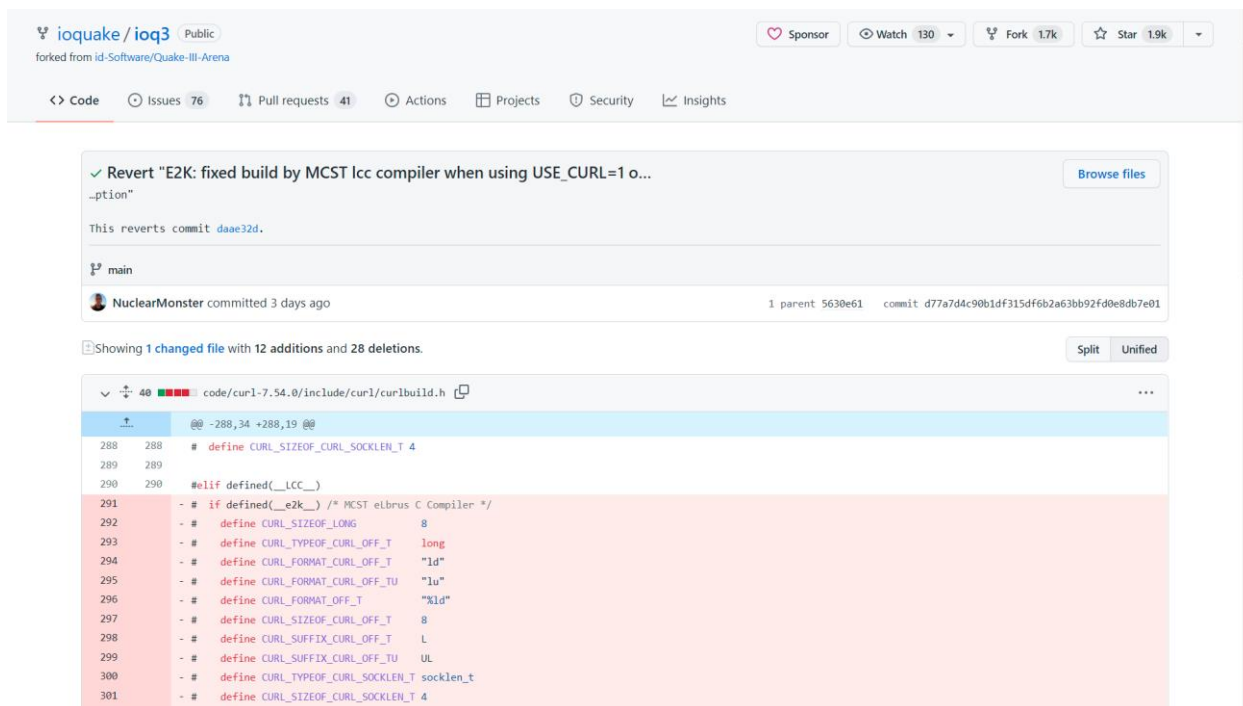 ioquake / ioq3 Public
Sponsor Watch 130 Fork 1.7k Star 1.9k
forked from id-Software/Quake-III-Arena
<> Code Issues 76 Pull requests 41 Actions Projects Security Insights
Revert "E2K: fixed build by MCST lcc compiler when using USE_CURL=1 o...
Browse files
…ption"
This reverts commit daae32d.
main
NuclearMonster committed 3 days ago
1 parent 5630e61 commit d77a7d4c90b1df315df6b2a63bb92fd0e8db7e01
Showing 1 changed file with 12 additions and 28 deletions.
Split Unified
40 code/curl-7.54.0/include/curl/curlbuild.h ...
@@ -288,34 +288,19 @@
288 288 # define CURL_SIZEOF_CURL_SOCKLEN_T 4
289 289
290 290 #elif defined(__LCC__)
291 - # if defined(__e2k__) /* MCST eLbrus C Compiler */
292 - # define CURL_SIZEOF_LONG 8
293 - # define CURL_TYPEOF_CURL_OFF_T long
294 - # define CURL_FORMAT_CURL_OFF_T "ld"
295 - # define CURL_FORMAT_CURL_OFF_TU "lu"
296 - # define CURL_FORMAT_OFF_T "%ld"
297 - # define CURL_SIZEOF_CURL_OFF_T 8
298 - # define CURL_SUFFIX_CURL_OFF_T L
299 - # define CURL_SUFFIX_CURL_OFF_TU UL
300 - # define CURL_TYPEOF_CURL_SOCKLEN_T socklen_t
301 - # define CURL_SIZEOF_CURL_SOCKLEN_T 4